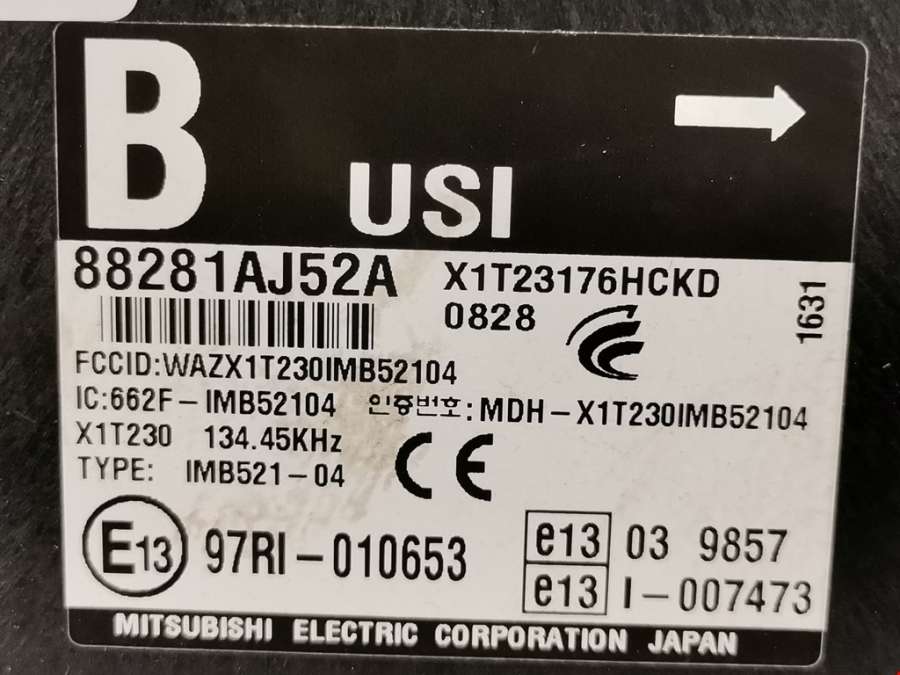 B
USI
88281AJ52A X1T23176HCKD
0828
1631
FCCID:WAZX1T230IMB52104
IC:662F-IMB52104 인증번호:MDH-X1T230IMB52104
X1T230 134.45KHz
TYPE: IMB521-04 CE
E13 97RI-010653 e13 03 9857
e13 I-007473
MITSUBISHI ELECTRIC CORPORATION JAPAN